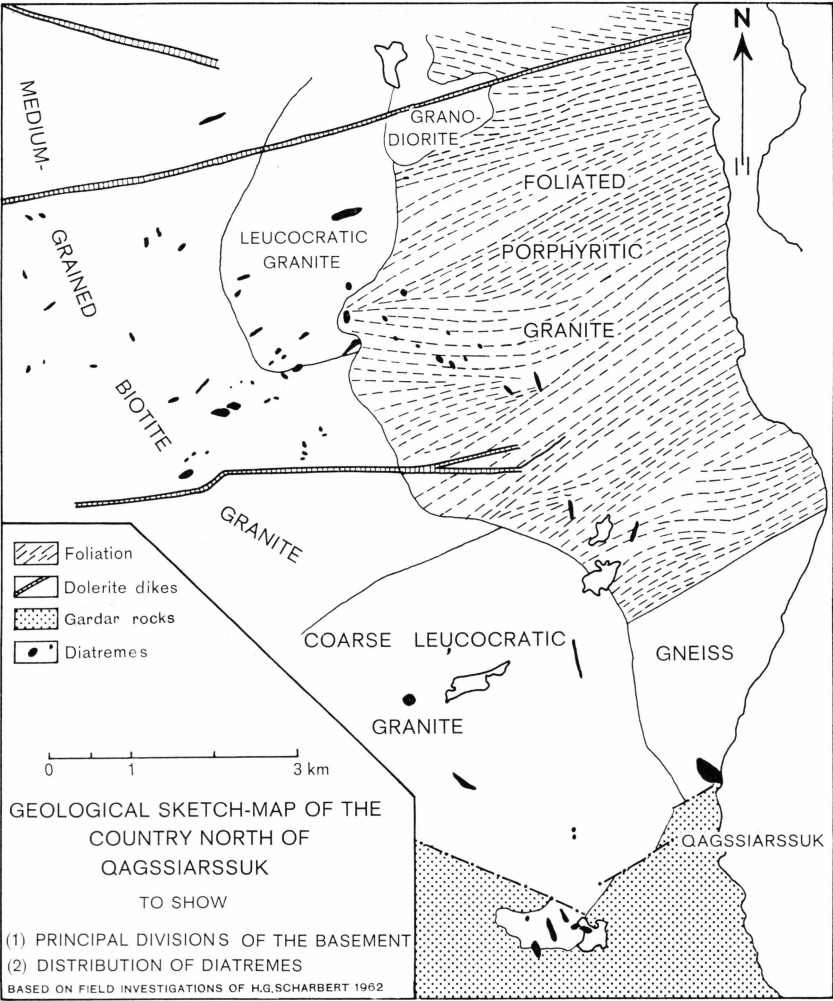 N
MEDIUM-
GRAINED
BIOTITE
GRANITE
GRANO-
DIORITE
LEUCOCRATIC
GRANITE
FOLIATED
PORPHYRITIC
GRANITE
COARSE LEUCOCRATIC
GRANITE
GNEISS
QAGSSIARSSUK
Foliation
Dolerite dikes
Gardar rocks
Diatremes
0 1 3 km
GEOLOGICAL SKETCH-MAP OF THE
COUNTRY NORTH OF
QAGSSIARSSUK
TO SHOW
(1) PRINCIPAL DIVISIONS OF THE BASEMENT
(2) DISTRIBUTION OF DIATREMES
BASED ON FIELD INVESTIGATIONS OF H.G.SCHARBERT 1962